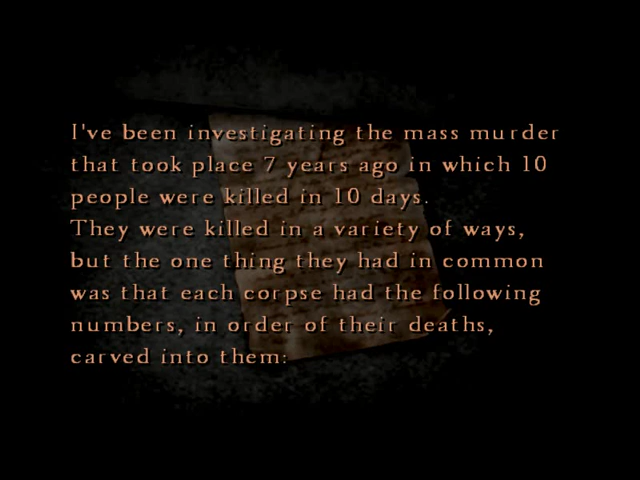 I've been investigating the mass murder
that took place 7 years ago in which 10
people were killed in 10 days.
They were killed in a variety of ways,
but the one thing they had in common
was that each corpse had the following
numbers, in order of their deaths,
carved into them: